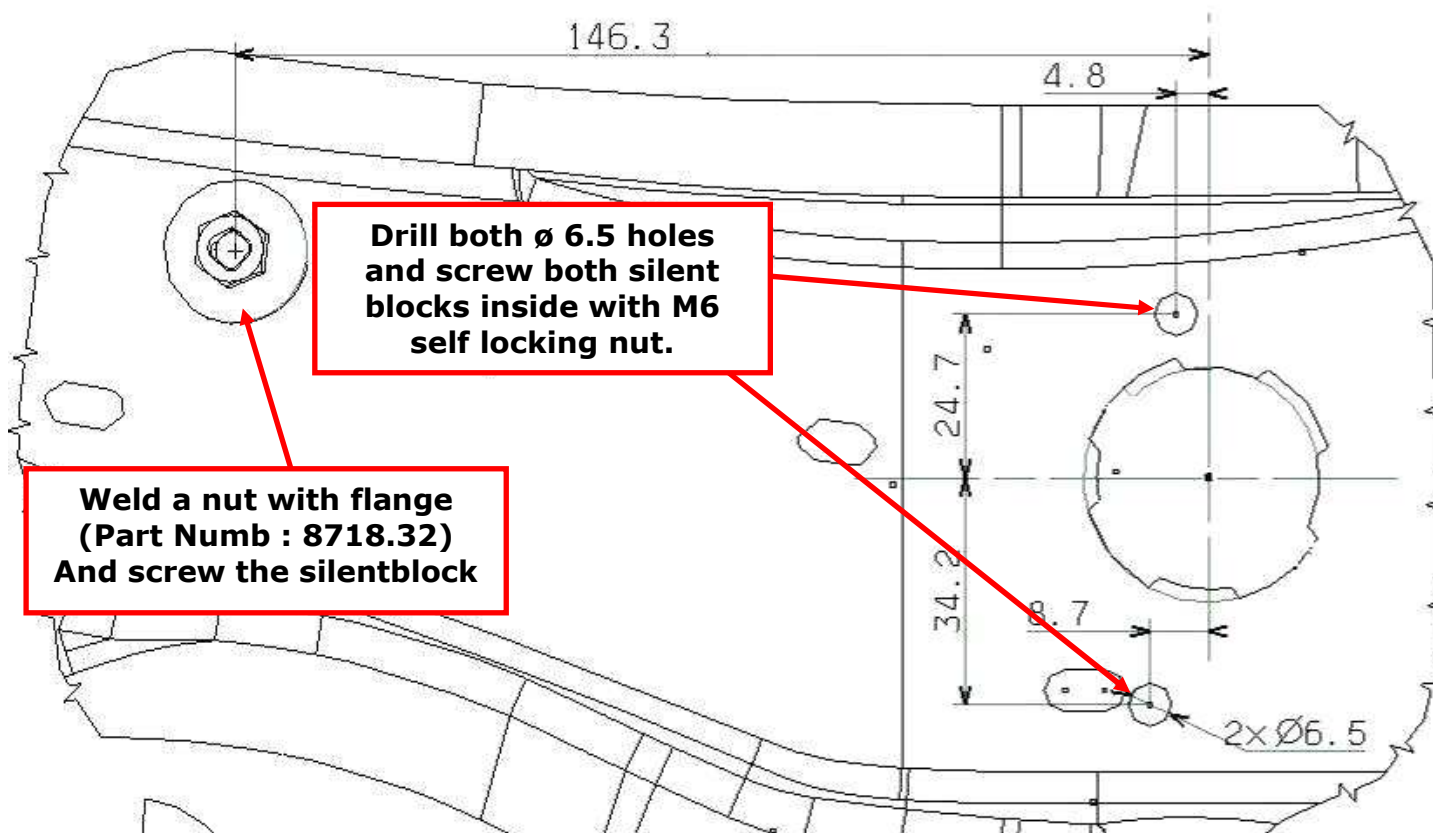 146.3
4.8
Drill both ø 6.5 holes
and screw both silent
blocks inside with M6
self locking nut.
24.7
Weld a nut with flange
(Part Numb : 8718.32)
And screw the silentblock
34.2
8.7
2x Ø6.5